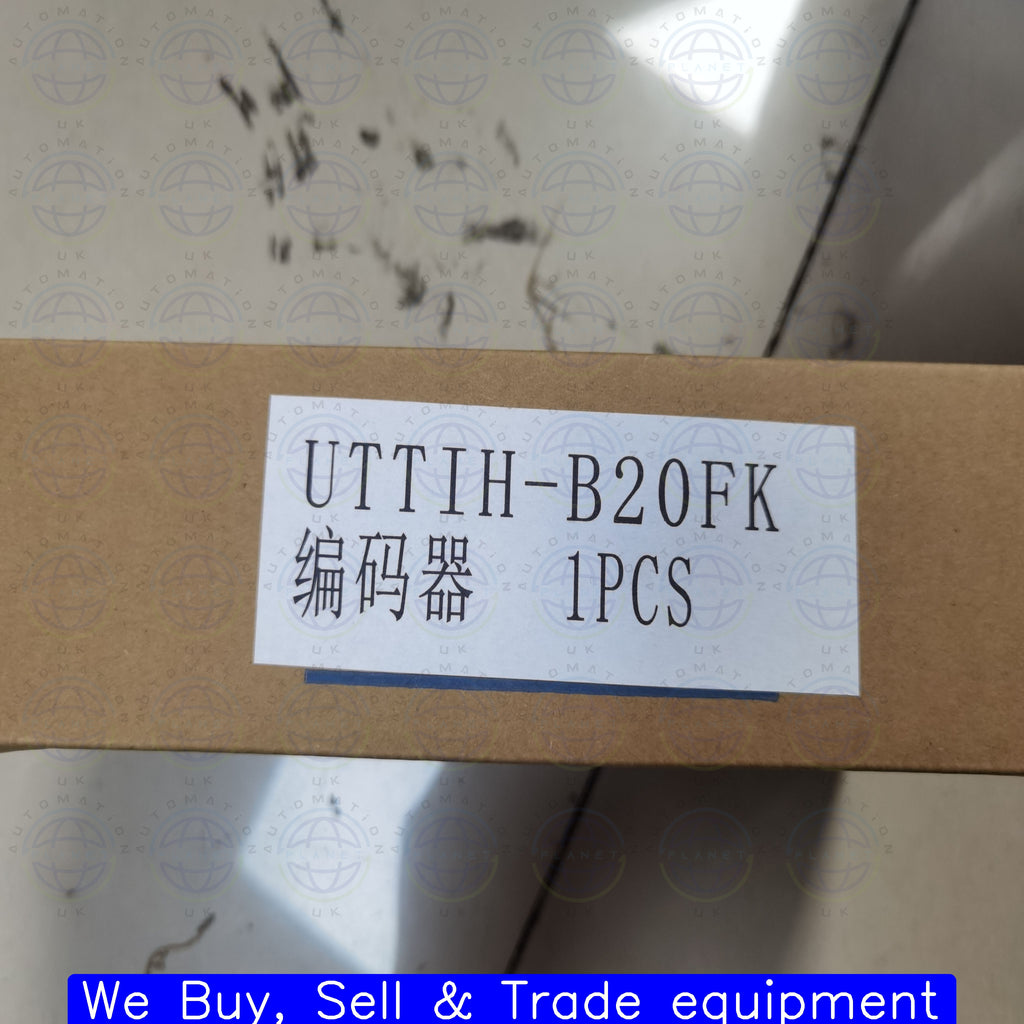 UTTIH-B20FK
编码器 1PCS
We Buy, Sell & Trade equipment